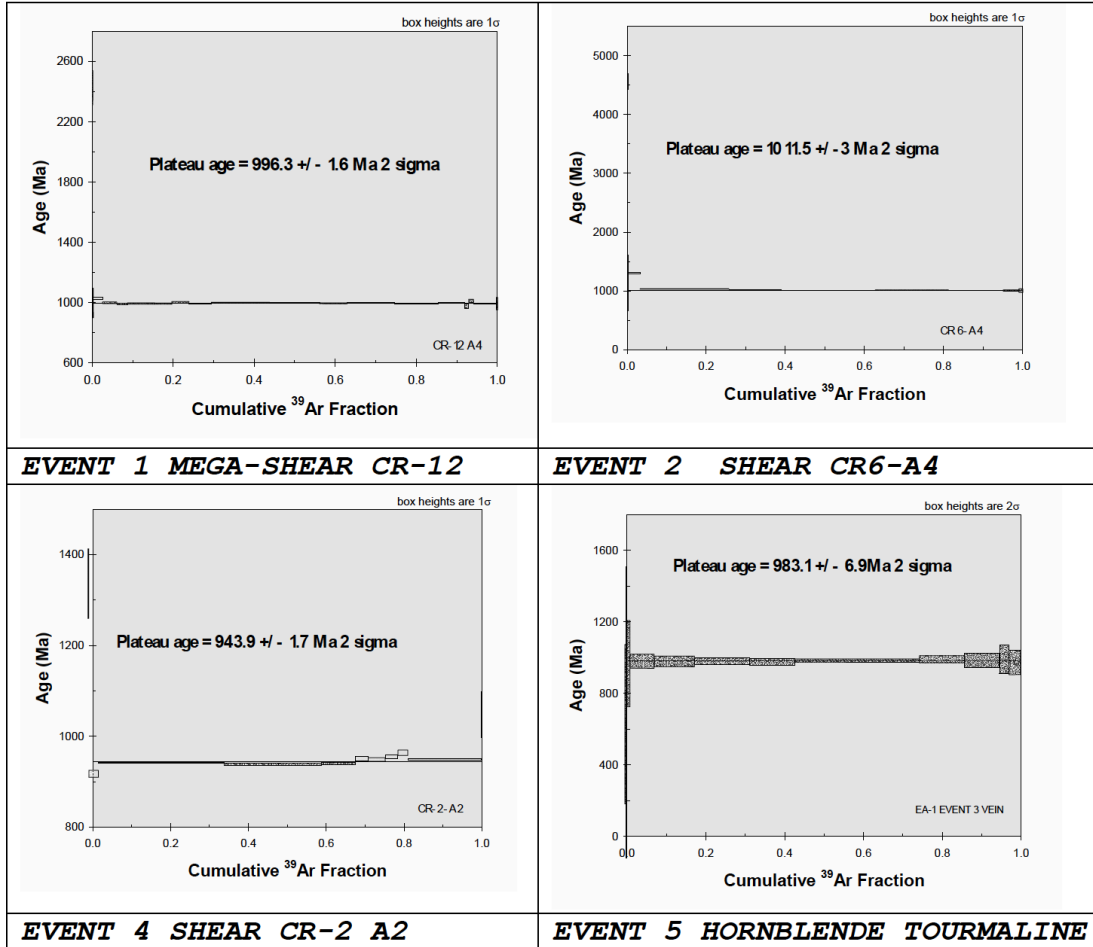 box heights are 1σ
2600
2200
1800
1400
1000
600
Age (Ma)
Plateau age = 996.3 +/- 1.6 Ma 2 sigma
CR-12 A4
0.0 0.2 0.4 0.6 0.8 1.0
Cumulative ³⁹Ar Fraction
EVENT 1 MEGA-SHEAR CR-12
box heights are 1σ
5000
4000
3000
2000
1000
0
Age (Ma)
Plateau age = 1011.5 +/- 3 Ma 2 sigma
CR 6- A4
0.0 0.2 0.4 0.6 0.8 1.0
Cumulative ³⁹Ar Fraction
EVENT 2 SHEAR CR6-A4
box heights are 1σ
1400
1200
1000
800
Age (Ma)
Plateau age = 943.9 +/- 1.7 Ma 2 sigma
CR-2- A2
0.0 0.2 0.4 0.6 0.8 1.0
Cumulative ³⁹Ar Fraction
EVENT 4 SHEAR CR-2 A2
box heights are 2σ
1600
1200
800
400
0
Age (Ma)
Plateau age = 983.1 +/- 6.9Ma 2 sigma
EA-1 EVENT 3 VEIN
0.0 0.2 0.4 0.6 0.8 1.0
Cumulative ³⁹Ar Fraction
EVENT 5 HORNBLENDE TOURMALINE